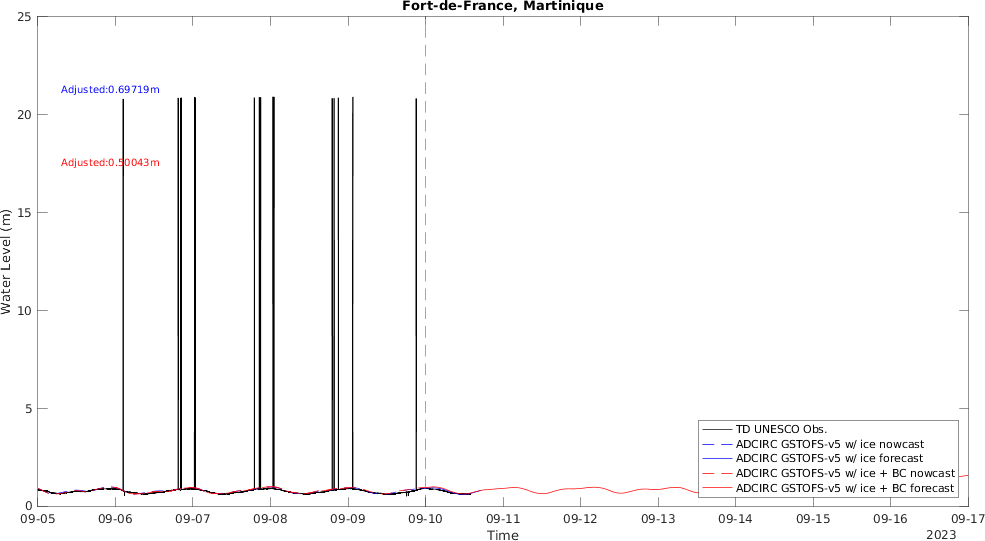 Fort-de-France, Martinique
25
20
15
10
5
0
Water Level (m)
Adjusted:0.69719m
Adjusted:0.50043m
TD UNESCO Obs.
ADCIRC GSTOFS-v5 w/ ice nowcast
ADCIRC GSTOFS-v5 w/ ice forecast
ADCIRC GSTOFS-v5 w/ ice + BC nowcast
ADCIRC GSTOFS-v5 w/ ice + BC forecast
09-05 09-06 09-07 09-08 09-09 09-10 09-11 09-12 09-13 09-14 09-15 09-16 09-17
Time
2023